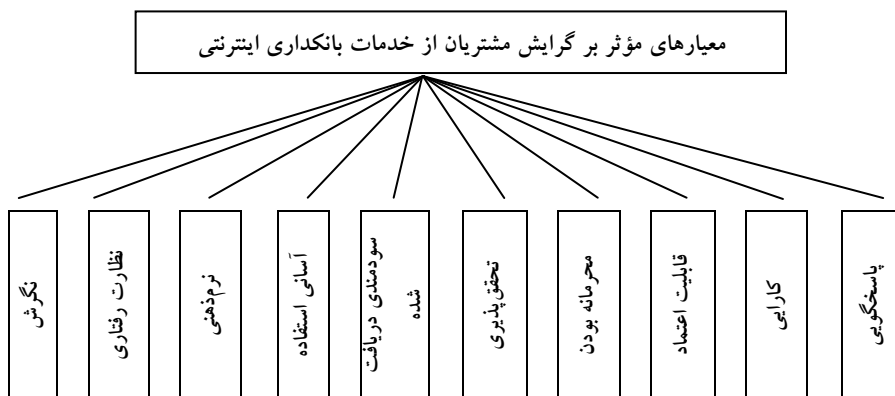 معیارهای مؤثر بر گرایش مشتریان از خدمات بانکداری اینترنتی
پاسخگویی
کارایی
قابلیت اعتماد
محرمانه بودن
تحقق‌پذیری
سودمندی دریافت
شده
آسانی استفاده
نرم‌ذهنی
نظارت رفتاری
نگرش